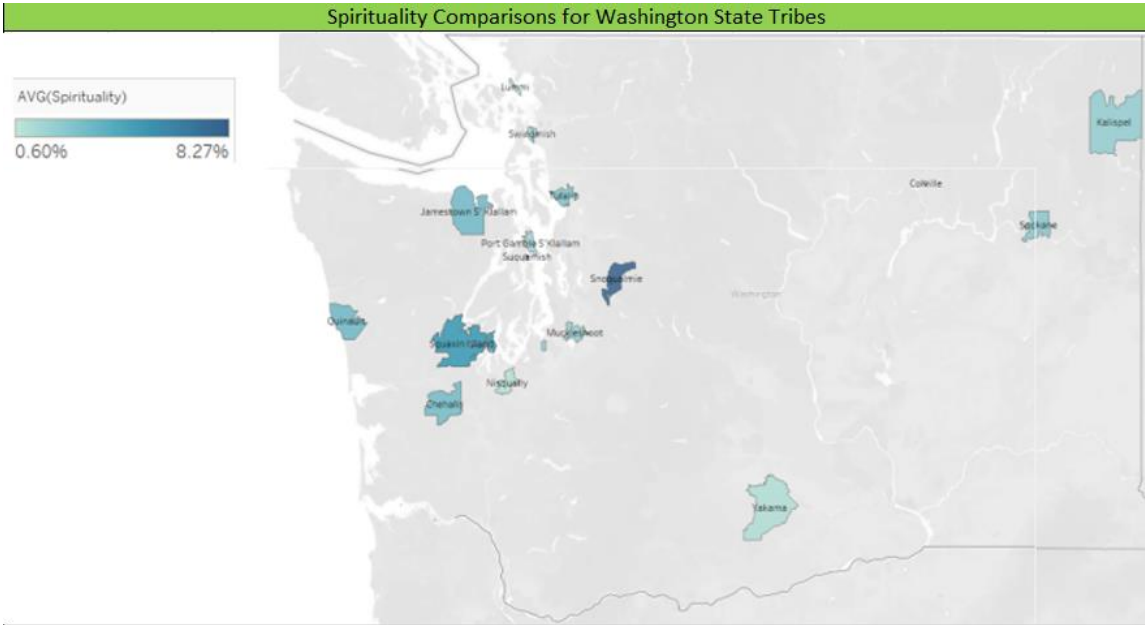 Spirituality Comparisons for Washington State Tribes
AVG(Spirituality)
0.60% 8.27%
Lummi
Swinomish
Kalispel
Colville
Tulalip
Jamestown S'Klallam
Spokane
Port Gamble S'Klallam
Suquamish
Snoqualmie
Washington
Quinault
Muckleshoot
Squaxin Island
Nisqually
Chehalis
Yakama